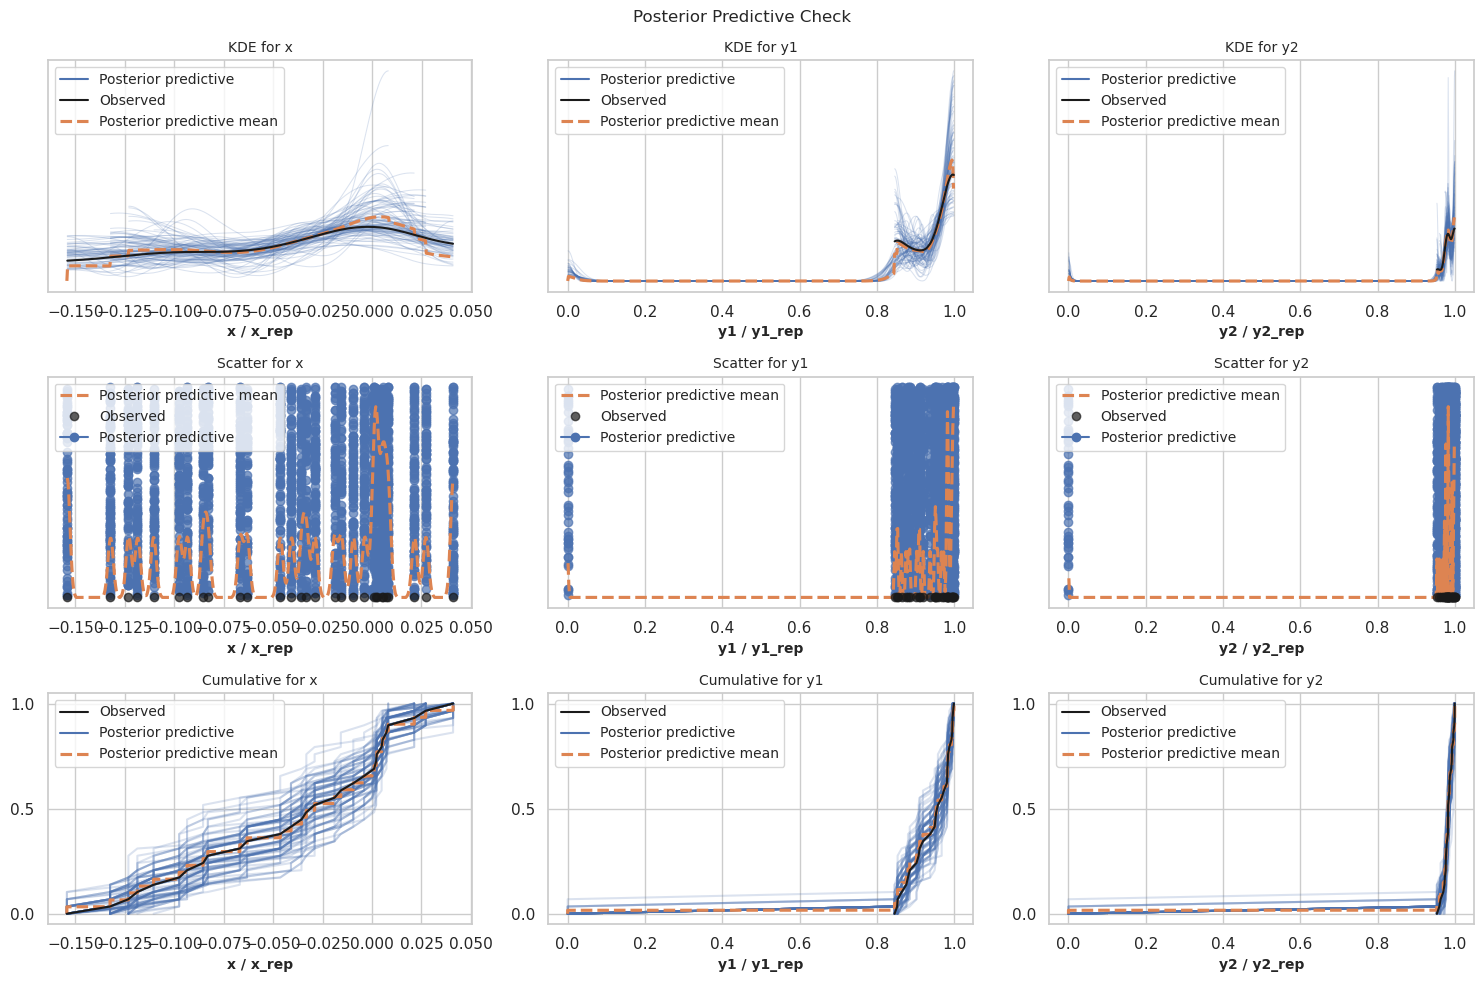 Posterior Predictive Check
KDE for x
Posterior predictive
Observed
Posterior predictive mean
−0.150−0.125−0.100−0.075−0.050−0.025 0.000 0.025 0.050
x / x_rep
KDE for y1
Posterior predictive
Observed
Posterior predictive mean
0.0 0.2 0.4 0.6 0.8 1.0
y1 / y1_rep
KDE for y2
Posterior predictive
Observed
Posterior predictive mean
0.0 0.2 0.4 0.6 0.8 1.0
y2 / y2_rep
Scatter for x
Posterior predictive mean
Observed
Posterior predictive
−0.150−0.125−0.100−0.075−0.050−0.025 0.000 0.025 0.050
x / x_rep
Scatter for y1
Posterior predictive mean
Observed
Posterior predictive
0.0 0.2 0.4 0.6 0.8 1.0
y1 / y1_rep
Scatter for y2
Posterior predictive mean
Observed
Posterior predictive
0.0 0.2 0.4 0.6 0.8 1.0
y2 / y2_rep
Cumulative for x
Observed
Posterior predictive
Posterior predictive mean
1.0
0.5
0.0
−0.150−0.125−0.100−0.075−0.050−0.025 0.000 0.025 0.050
x / x_rep
Cumulative for y1
Observed
Posterior predictive
Posterior predictive mean
1.0
0.5
0.0
0.0 0.2 0.4 0.6 0.8 1.0
y1 / y1_rep
Cumulative for y2
Observed
Posterior predictive
Posterior predictive mean
1.0
0.5
0.0
0.0 0.2 0.4 0.6 0.8 1.0
y2 / y2_rep